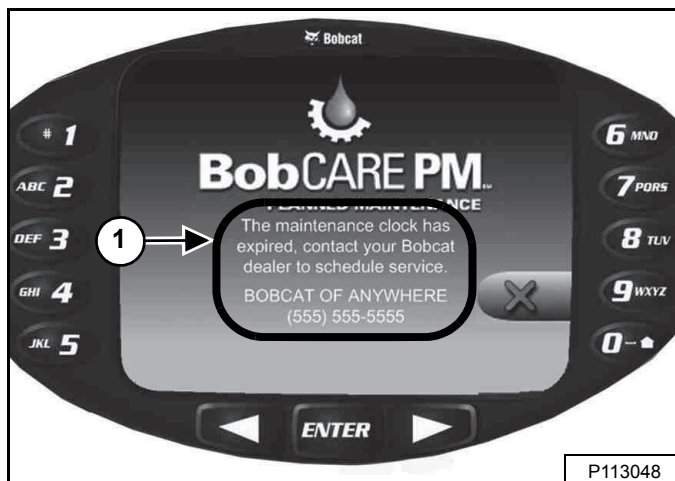 Bobcat
# 1
ABC 2
DEF 3
GHI 4
JKL 5
BobCARE PM™
PLANNED MAINTENANCE
1
The maintenance clock has
expired, contact your Bobcat
dealer to schedule service.
BOBCAT OF ANYWHERE
(555) 555-5555
6 MNO
7 PQRS
8 TUV
9 WXYZ
0-
ENTER
P113048